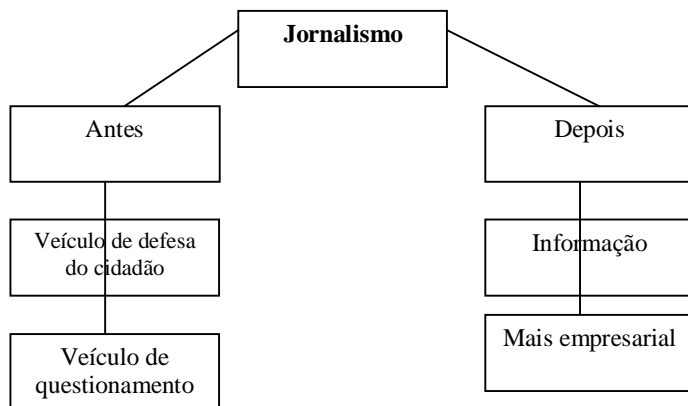 Jornalismo
Antes
Depois
Veículo de defesa
do cidadão
Informação
Veículo de
questionamento
Mais empresarial